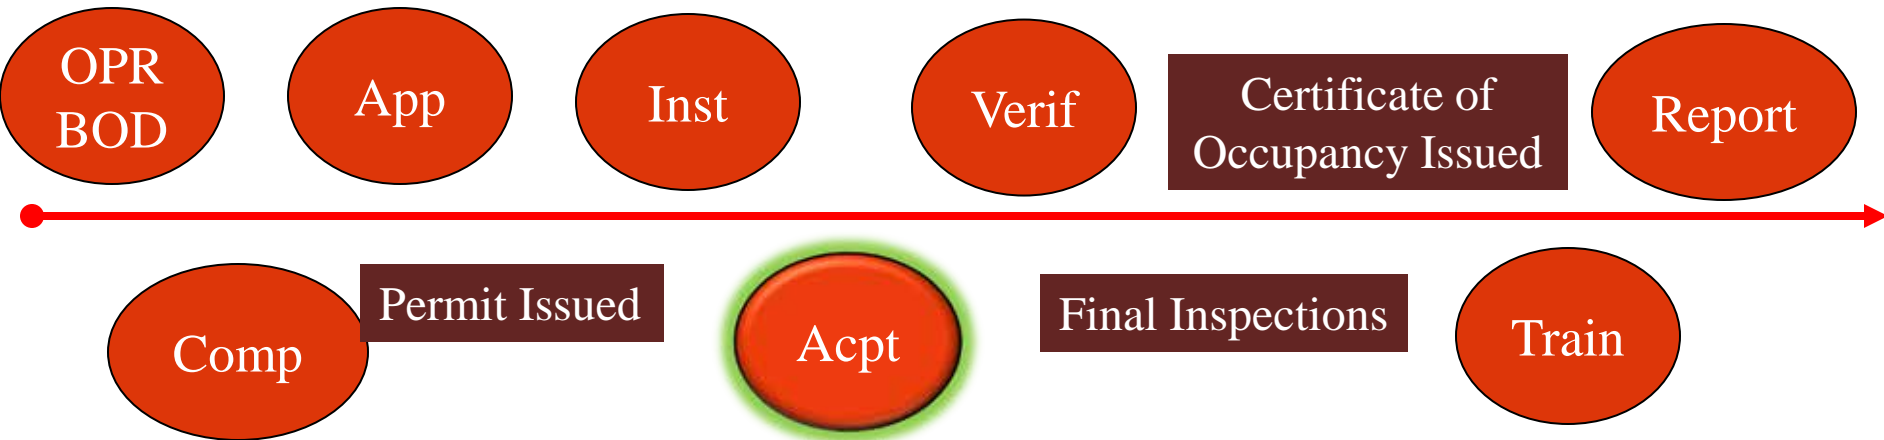 OPR
BOD
App
Inst
Verif
Certificate of
Occupancy Issued
Report
Comp
Permit Issued
Acpt
Final Inspections
Train